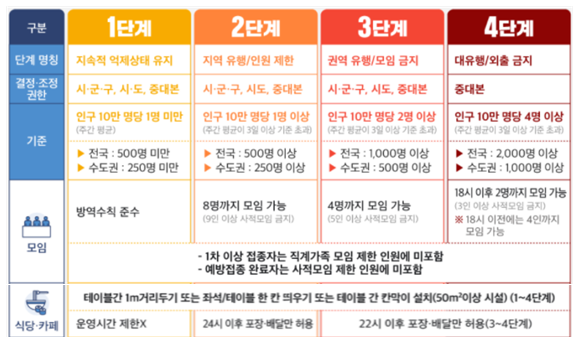 구분 1단계 2단계 3단계 4단계
단계 명칭 지속적 억제상태 유지 지역 유행/인원 제한 권역 유행/모임 금지 대유행/외출 금지
결정·조정 시·군·구, 시·도, 중대본 시·군·구, 시·도, 중대본 시·군·구, 시·도, 중대본 중대본
권한
기준 인구 10만 명당 1명 미만 인구 10만 명당 1명 이상 인구 10만 명당 2명 이상 인구 10만 명당 4명 이상
(주간 평균) (주간 평균이 3일 이상 기준 초과) (주간 평균이 3일 이상 기준 초과) (주간 평균이 3일 이상 기준 초과)
▶ 전국 : 500명 미만 ▶ 전국 : 500명 이상 ▶ 전국 : 1,000명 이상 ▶ 전국 : 2,000명 이상
▶ 수도권 : 250명 미만 ▶ 수도권 : 250명 이상 ▶ 수도권 : 500명 이상 ▶ 수도권 : 1,000명 이상
모임 방역수칙 준수 8명까지 모임 가능 4명까지 모임 가능 18시 이후 2명까지 모임 가능
(9인 이상 사적모임 금지) (5인 이상 사적모임 금지) (3인 이상 사적모임 금지)
※ 18시 이전에는 4인까지
모임 가능
- 1차 이상 접종자는 직계가족 모임 제한 인원에 미포함
- 예방접종 완료자는 사적모임 제한 인원에 미포함
식당·카페 테이블간 1m거리두기 또는 좌석/테이블 한 칸 띄우기 또는 테이블 간 칸막이 설치(50m²이상 시설) (1~4단계)
운영시간 제한X 24시 이후 포장·배달만 허용 22시 이후 포장·배달만 허용(3~4단계)